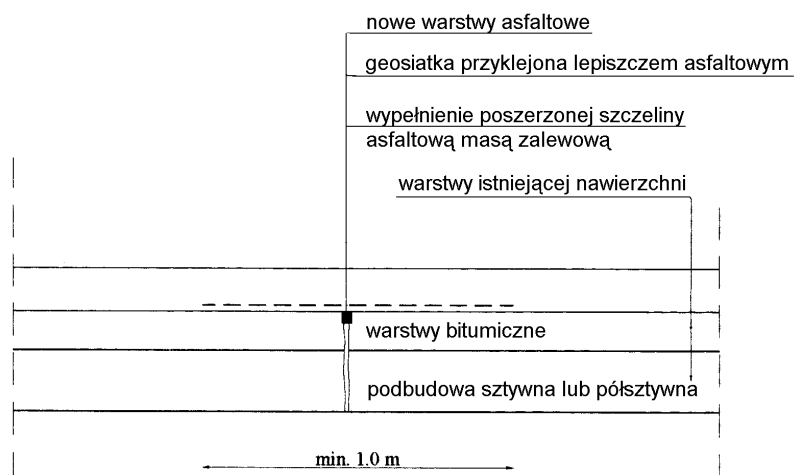 nowe warstwy asfaltowe
geosiatka przyklejona lepiszczem asfaltowym
wypełnienie poszerzonej szczeliny
asfaltową masą zalewową
warstwy istniejącej nawierzchni
warstwy bitumiczne
podbudowa sztywna lub półsztywna
min. 1.0 m